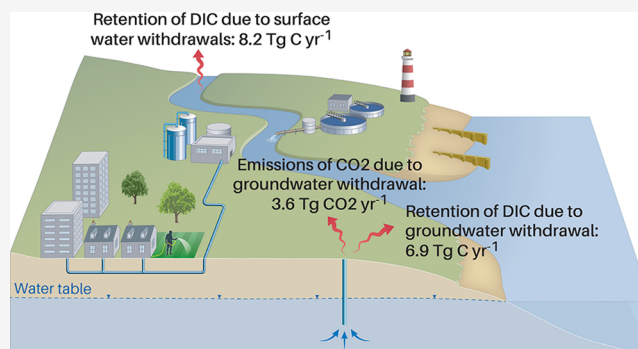 Retention of DIC due to surface
water withdrawals: 8.2 Tg C yr⁻¹
Emissions of CO2 due to
groundwater withdrawal:
3.6 Tg CO2 yr⁻¹
Retention of DIC due to
groundwater withdrawal:
6.9 Tg C yr⁻¹
Water table